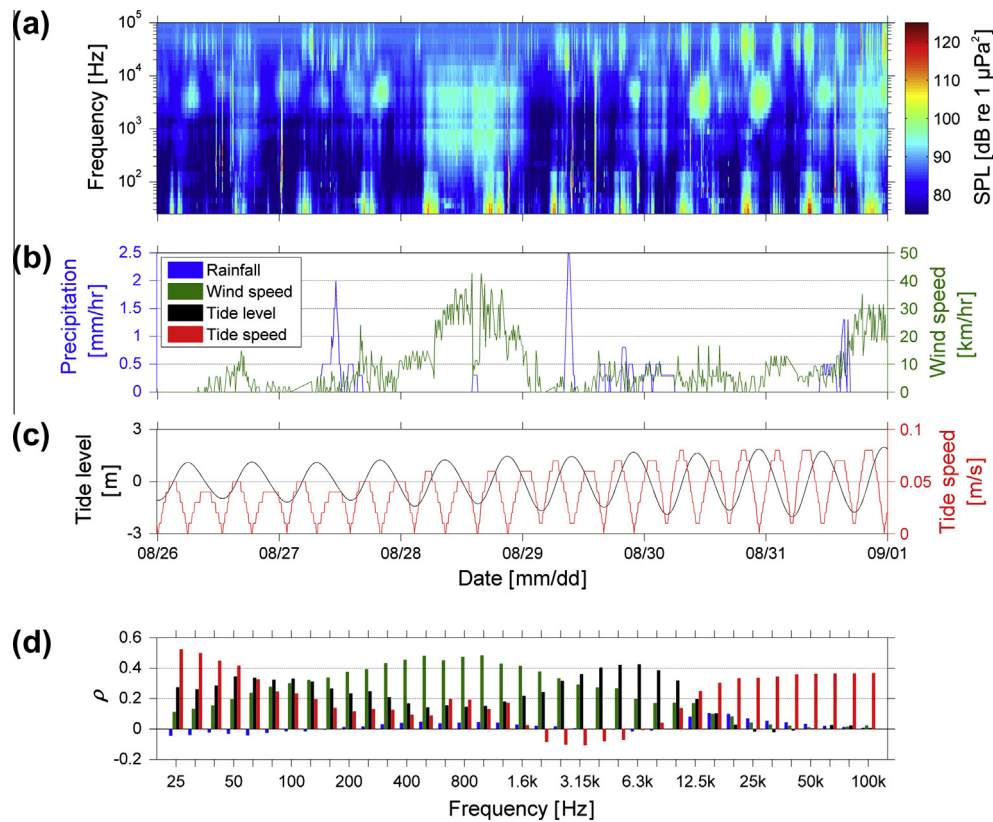 (a)
Frequency [Hz]
10^5
10^4
10^3
10^2
120
110
100
90
80
SPL [dB re 1 μPa²]
(b)
Precipitation
[mm/hr]
2.5
2
1.5
1
0.5
0
Rainfall
Wind speed
Tide level
Tide speed
50
40
30
20
10
0
Wind speed
[km/hr]
(c)
Tide level
[m]
3
0
-3
0.1
0.05
0
Tide speed
[m/s]
08/26 08/27 08/28 08/29 08/30 08/31 09/01
Date [mm/dd]
(d)
ρ
0.6
0.4
0.2
0
-0.2
25 50 100 200 400 800 1.6k 3.15k 6.3k 12.5k 25k 50k 100k
Frequency [Hz]